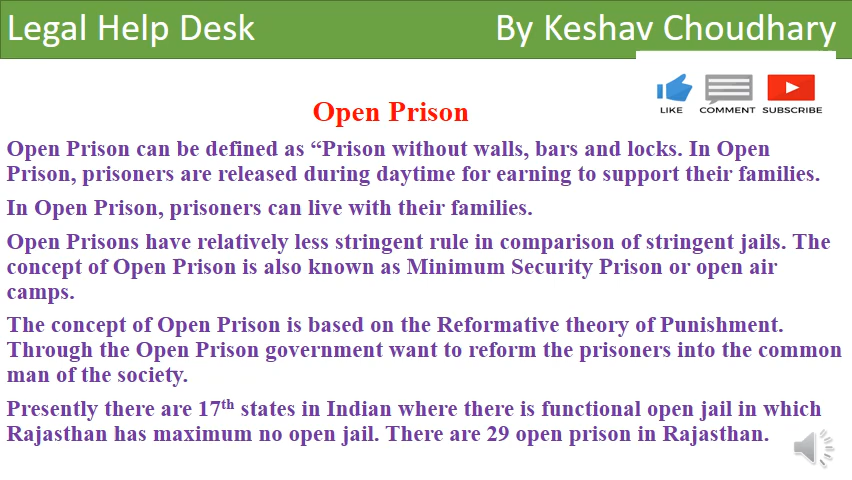 Legal Help Desk By Keshav Choudhary
LIKE COMMENT SUBSCRIBE
Open Prison
Open Prison can be defined as “Prison without walls, bars and locks. In Open
Prison, prisoners are released during daytime for earning to support their families.
In Open Prison, prisoners can live with their families.
Open Prisons have relatively less stringent rule in comparison of stringent jails. The
concept of Open Prison is also known as Minimum Security Prison or open air
camps.
The concept of Open Prison is based on the Reformative theory of Punishment.
Through the Open Prison government want to reform the prisoners into the common
man of the society.
Presently there are 17th states in Indian where there is functional open jail in which
Rajasthan has maximum no open jail. There are 29 open prison in Rajasthan.